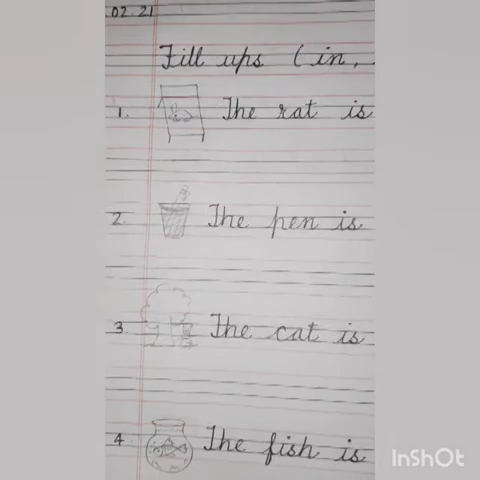 .02.21
Fill ups (in,
1. The rat is
2. The pen is
3 The cat is
4 The fish is
InShOt